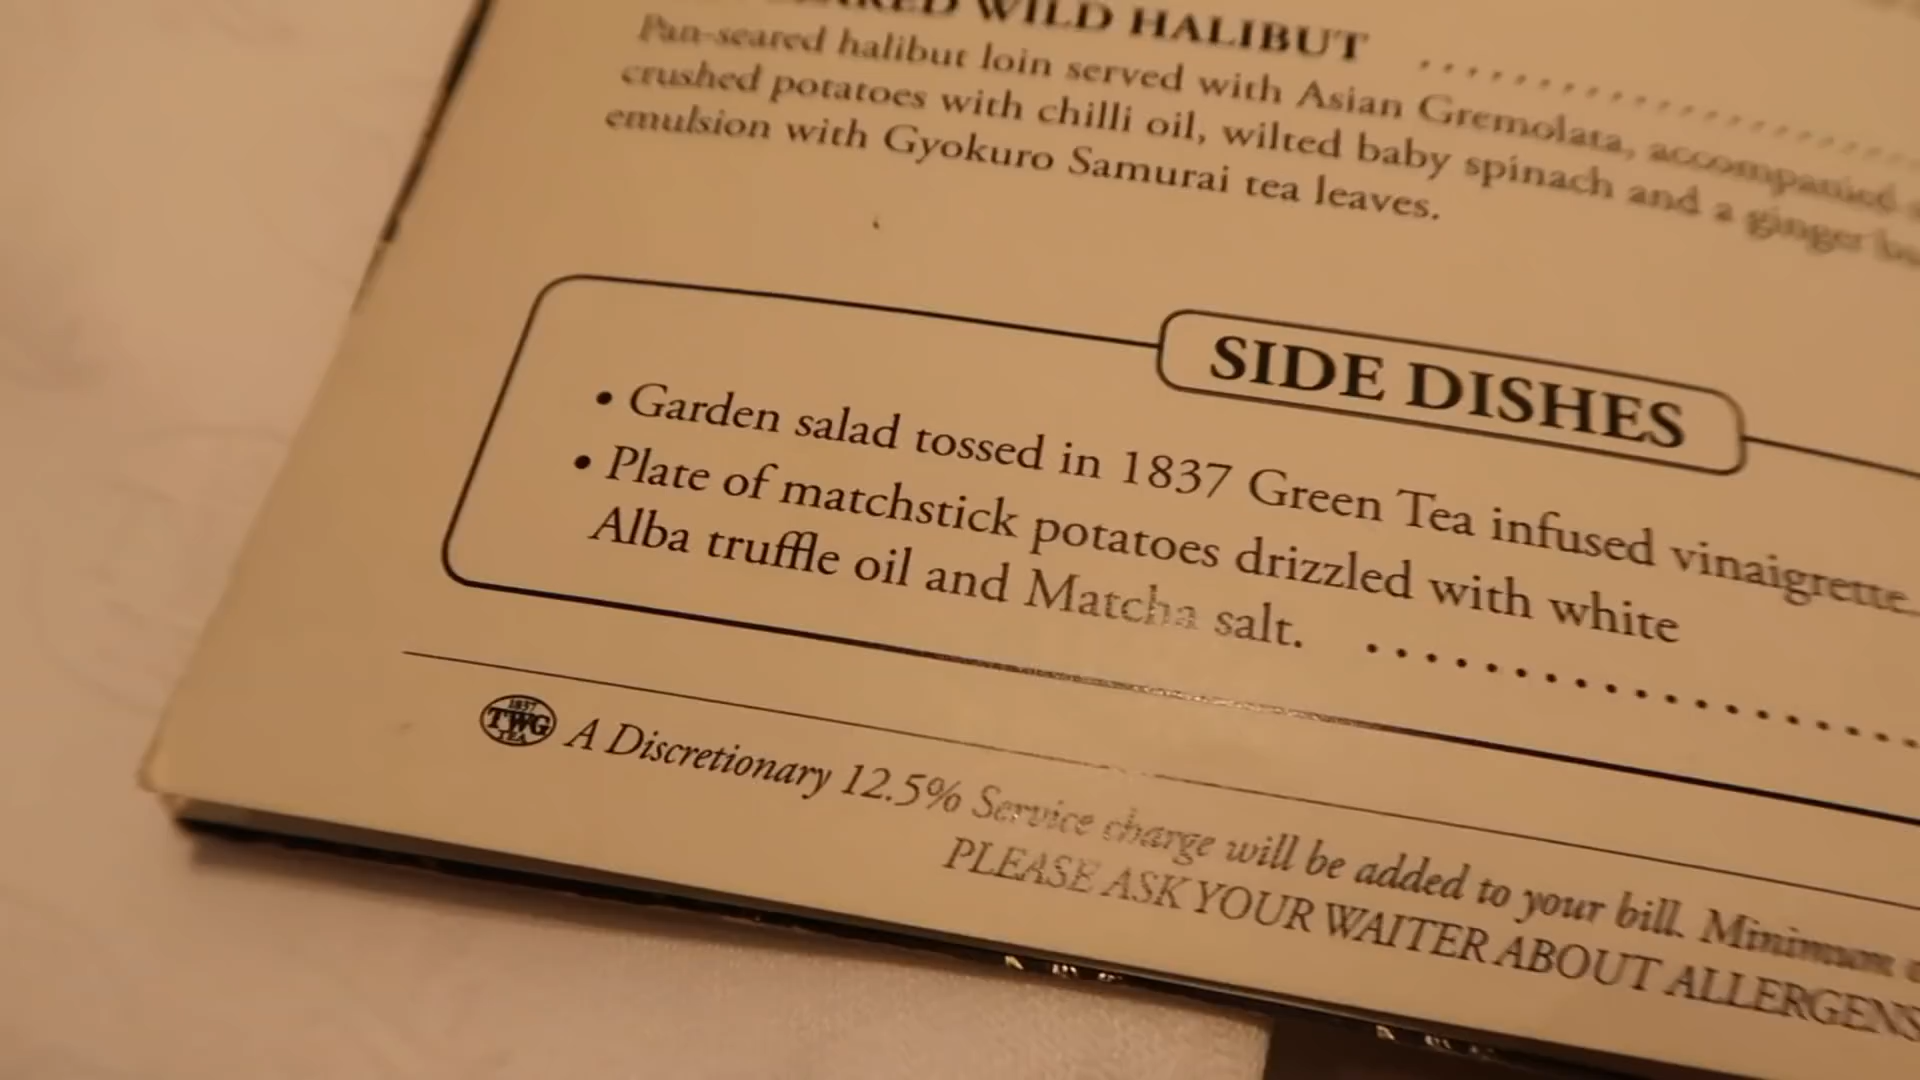 WILD HALIBUT
Pan-seared halibut loin served with Asian Gremolata, accompanied
crushed potatoes with chilli oil, wilted baby spinach and a ginger
emulsion with Gyokuro Samurai tea leaves.
SIDE DISHES
• Garden salad tossed in 1837 Green Tea infused vinaigrette.
• Plate of matchstick potatoes drizzled with white
Alba truffle oil and Matcha salt.
1837
TWG
TEA
A Discretionary 12.5% Service charge will be added to your bill. Minimum
PLEASE ASK YOUR WAITER ABOUT ALLERGENS